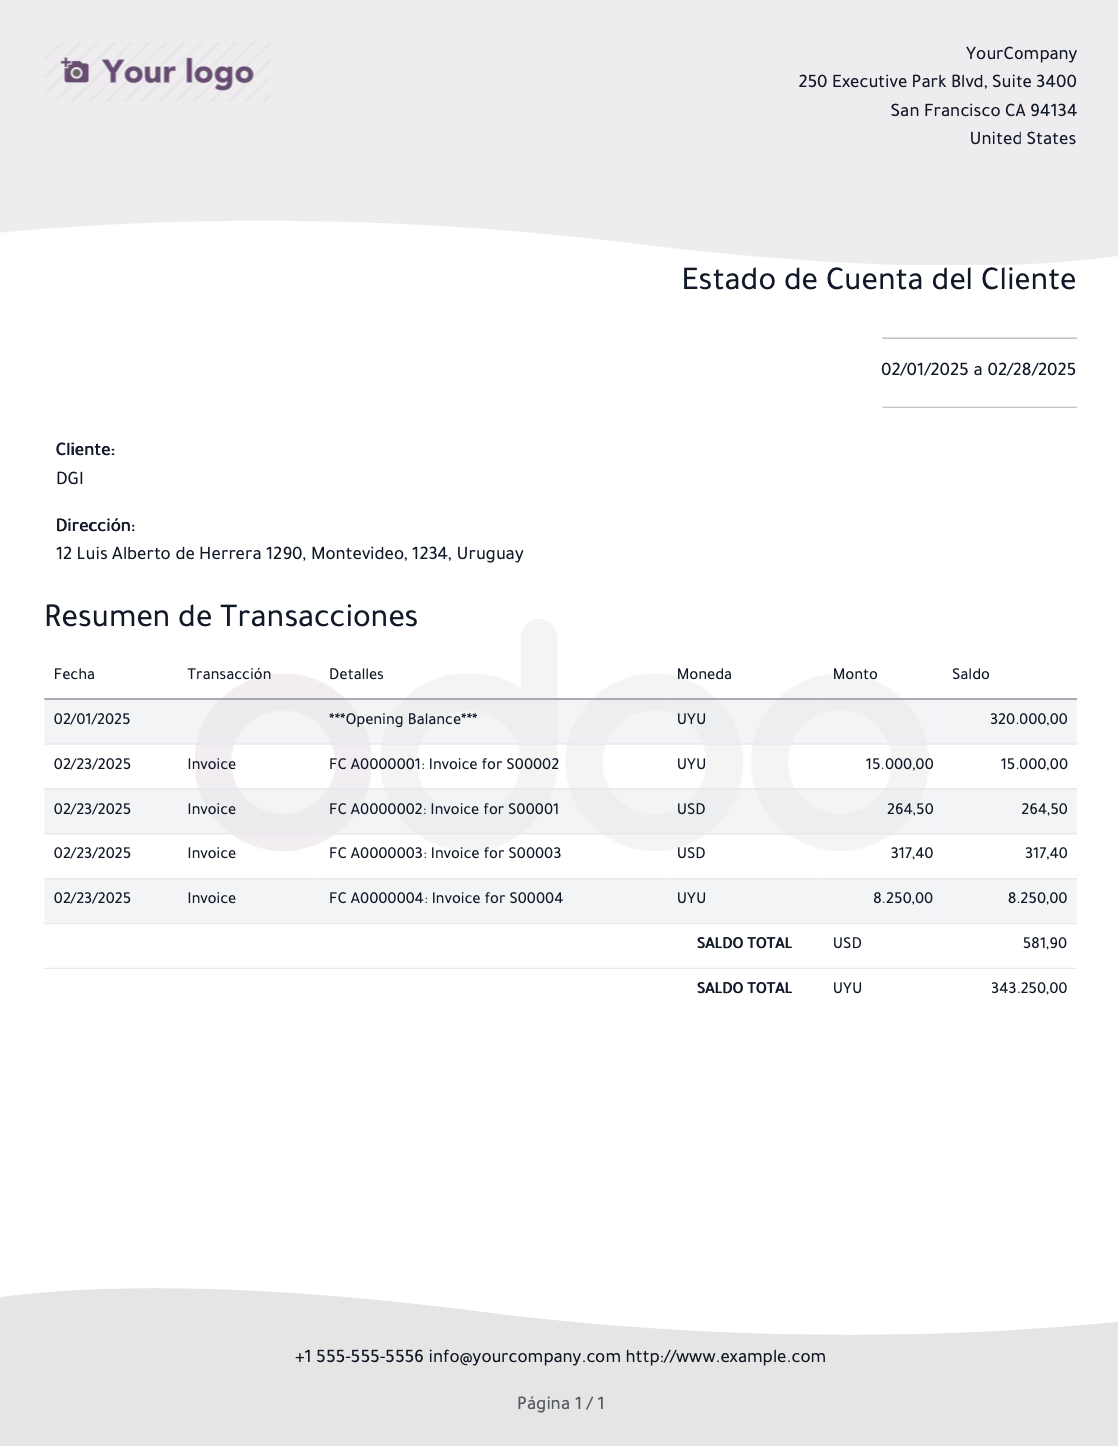 Your logo
YourCompany
250 Executive Park Blvd, Suite 3400
San Francisco CA 94134
United States
Estado de Cuenta del Cliente
02/01/2025 a 02/28/2025
Cliente:
DGI
Dirección:
12 Luis Alberto de Herrera 1290, Montevideo, 1234, Uruguay
Resumen de Transacciones
odoo
Fecha Transacción Detalles Moneda Monto Saldo
02/01/2025 ***Opening Balance*** UYU 320.000,00
02/23/2025 Invoice FC A0000001: Invoice for S00002 UYU 15.000,00 15.000,00
02/23/2025 Invoice FC A0000002: Invoice for S00001 USD 264,50 264,50
02/23/2025 Invoice FC A0000003: Invoice for S00003 USD 317,40 317,40
02/23/2025 Invoice FC A0000004: Invoice for S00004 UYU 8.250,00 8.250,00
SALDO TOTAL USD 581,90
SALDO TOTAL UYU 343.250,00
+1 555-555-5556 info@yourcompany.com http://www.example.com
Página 1 / 1